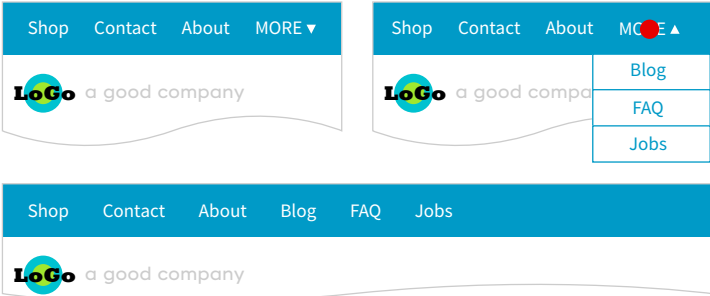 Shop Contact About MORE ▾
LoGo a good company
Shop Contact About MORE ▴
LoGo a good compa
Blog
FAQ
Jobs
Shop Contact About Blog FAQ Jobs
LoGo a good company